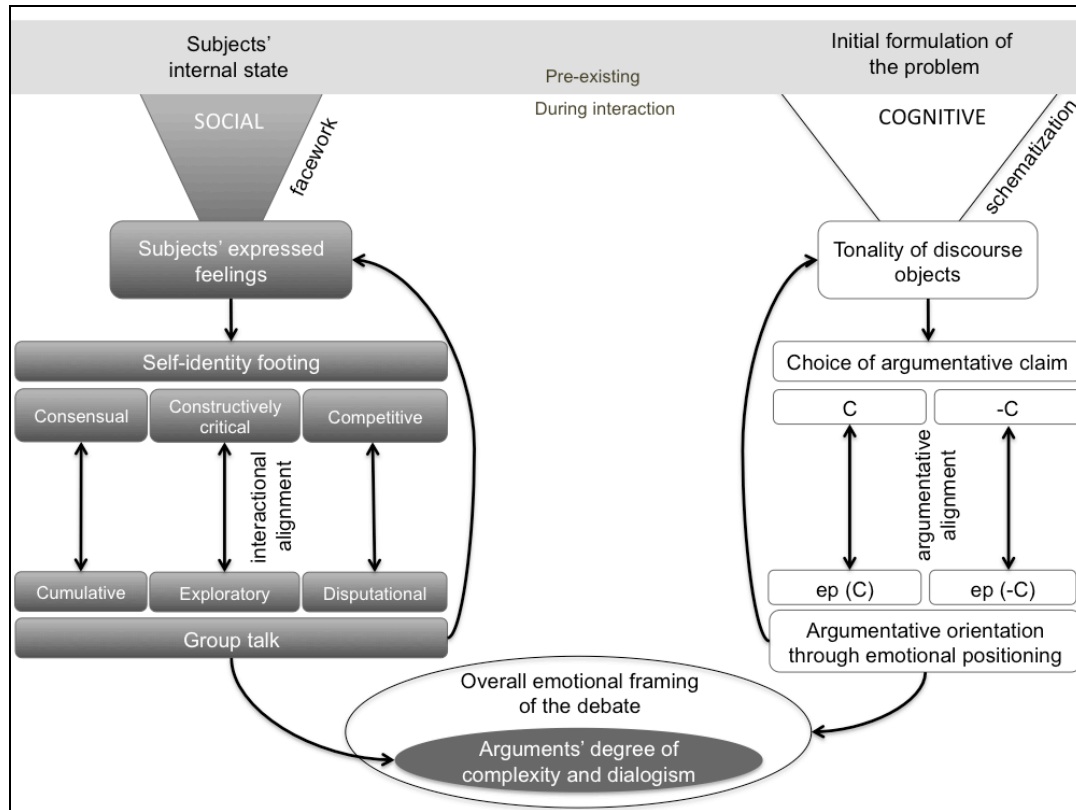 Subjects'
internal state
Pre-existing
During interaction
Initial formulation of
the problem
SOCIAL
facework
COGNITIVE
schematization
Subjects' expressed
feelings
Tonality of discourse
objects
Self-identity footing
Choice of argumentative claim
Consensual
Constructively
critical
Competitive
C
-C
interactional
alignment
argumentative
alignment
Cumulative
Exploratory
Disputational
ep (C)
ep (-C)
Group talk
Argumentative orientation
through emotional positioning
Overall emotional framing
of the debate
Arguments' degree of
complexity and dialogism